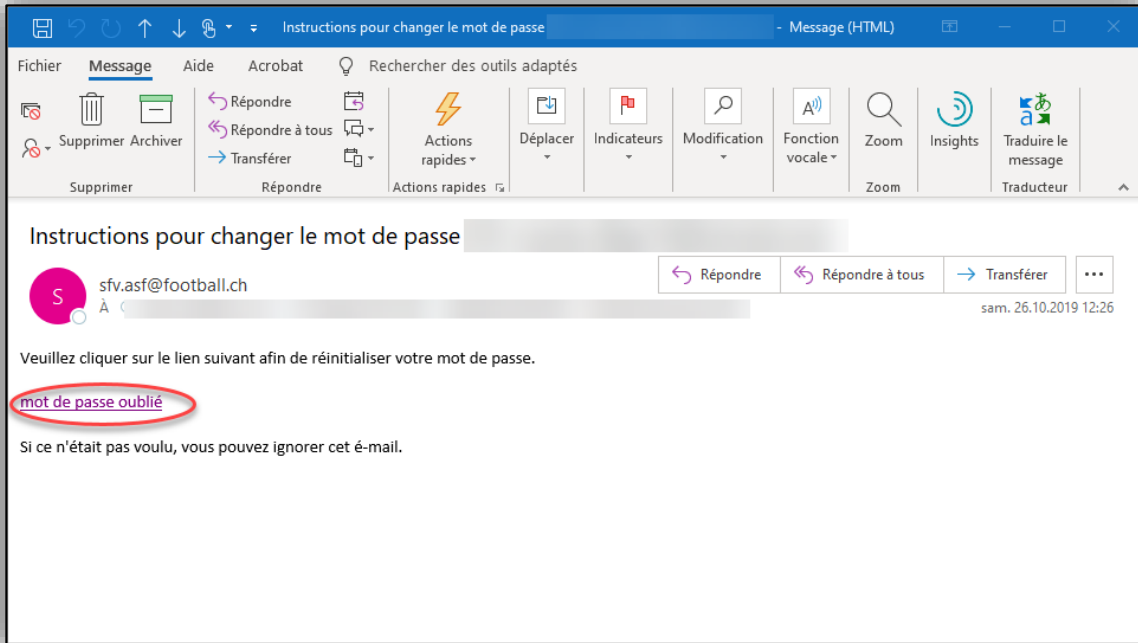 Instructions pour changer le mot de passe - Message (HTML)
Fichier Message Aide Acrobat Rechercher des outils adaptés
Supprimer Archiver
Supprimer
Répondre
Répondre à tous
Transférer
Répondre
Actions
rapides
Actions rapides
Déplacer
Indicateurs
Modification
Fonction
vocale
Zoom
Zoom
Insights
Traduire le
message
Traducteur
Instructions pour changer le mot de passe
S
sfv.asf@football.ch
À
Répondre Répondre à tous Transférer
sam. 26.10.2019 12:26
Veuillez cliquer sur le lien suivant afin de réinitialiser votre mot de passe.
mot de passe oublié
Si ce n'était pas voulu, vous pouvez ignorer cet é-mail.